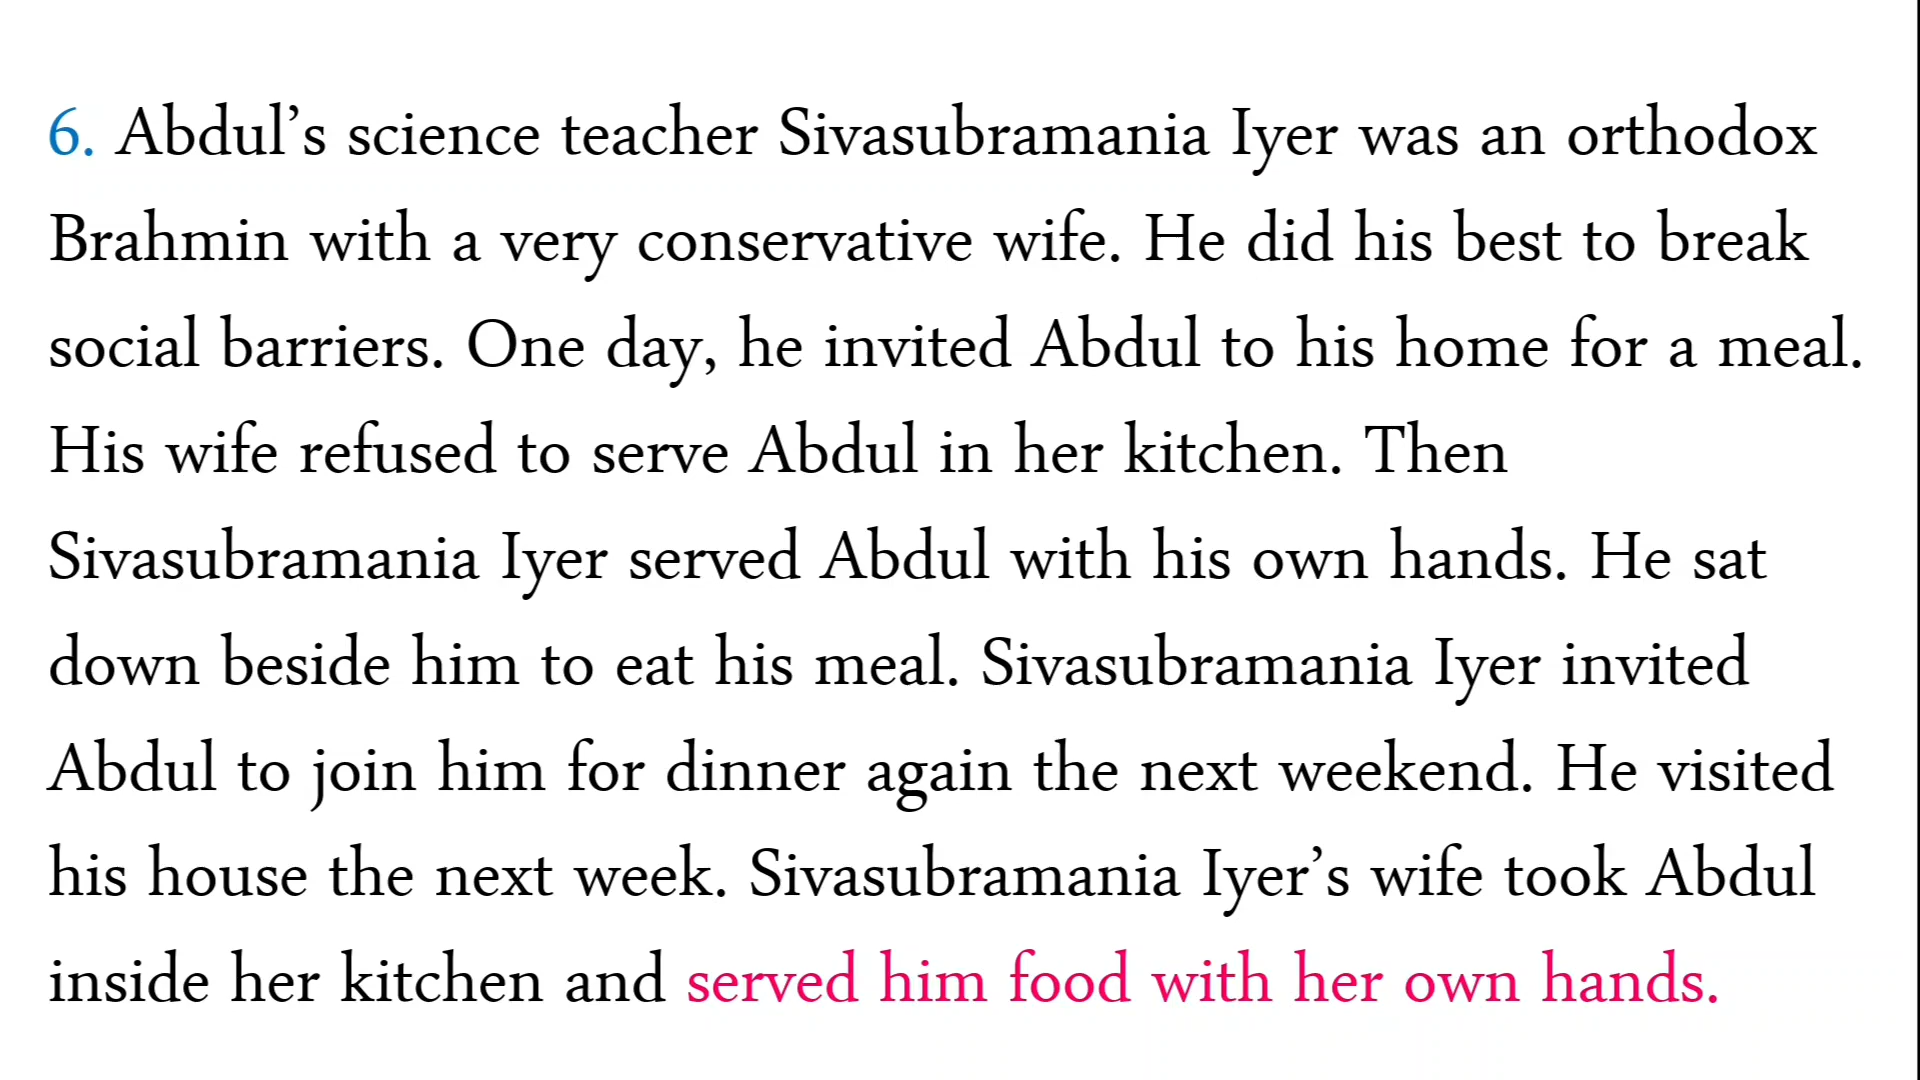 6. Abdul’s science teacher Sivasubramania Iyer was an orthodox
Brahmin with a very conservative wife. He did his best to break
social barriers. One day, he invited Abdul to his home for a meal.
His wife refused to serve Abdul in her kitchen. Then
Sivasubramania Iyer served Abdul with his own hands. He sat
down beside him to eat his meal. Sivasubramania Iyer invited
Abdul to join him for dinner again the next weekend. He visited
his house the next week. Sivasubramania Iyer’s wife took Abdul
inside her kitchen and served him food with her own hands.